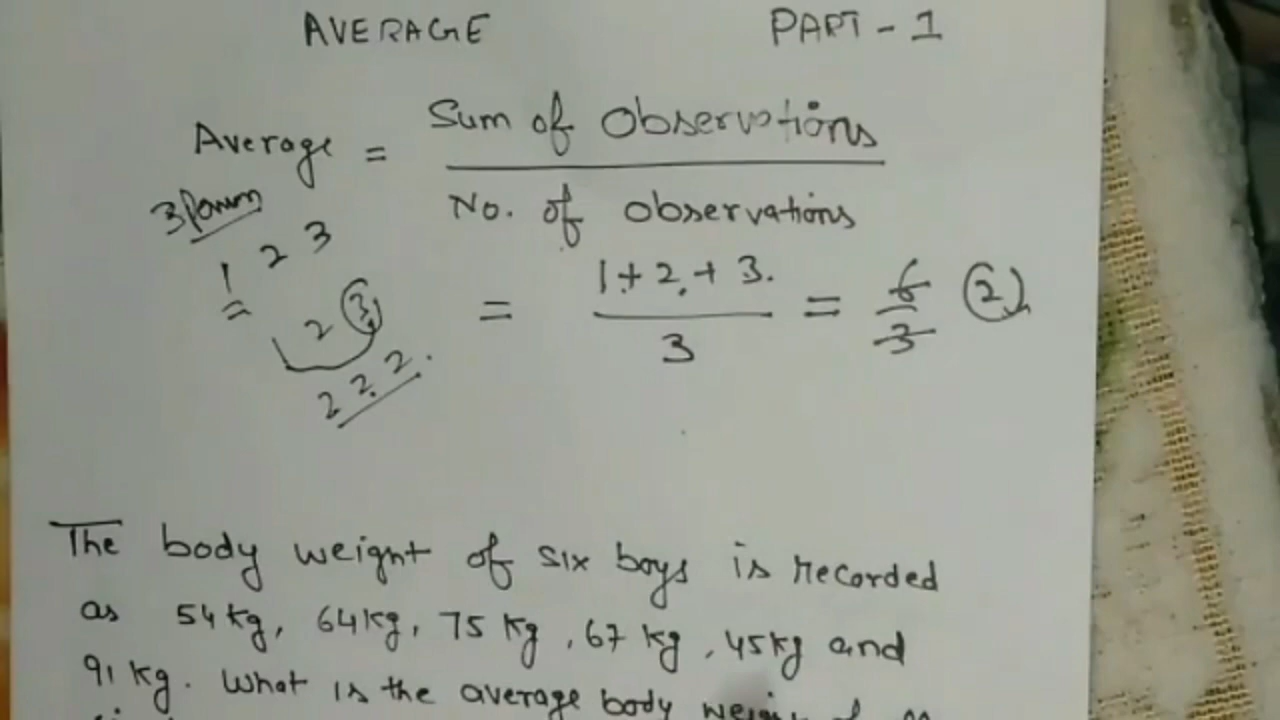 AVERAGE PART - 1
Average = Sum of Observations
No. of observations
1 2 3
= 1 + 2 + 3. = 6 2
3 3
=
2 3
2 2 2.
The body weight of six boys is recorded
as 54 kg, 64 kg, 75 kg, 67 kg, 45 kg and
91 kg. What is the average body